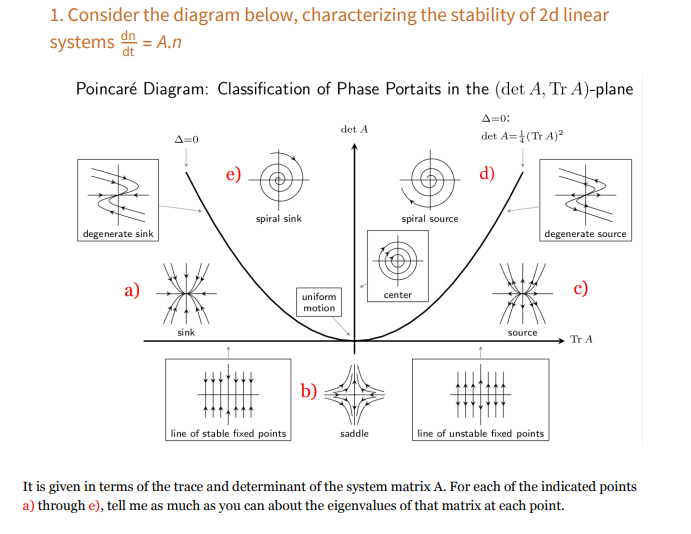 1. Consider the diagram below, characterizing the stability of 2d linear
systems dn/dt = A.n
Poincaré Diagram: Classification of Phase Portaits in the (det A, Tr A)-plane
Δ=0
det A
Δ=0:
det A=¼(Tr A)²
e)
d)
degenerate sink
spiral sink
spiral source
degenerate source
a)
uniform
motion
center
c)
sink
source
Tr A
b)
line of stable fixed points
saddle
line of unstable fixed points
It is given in terms of the trace and determinant of the system matrix A. For each of the indicated points
a) through e), tell me as much as you can about the eigenvalues of that matrix at each point.